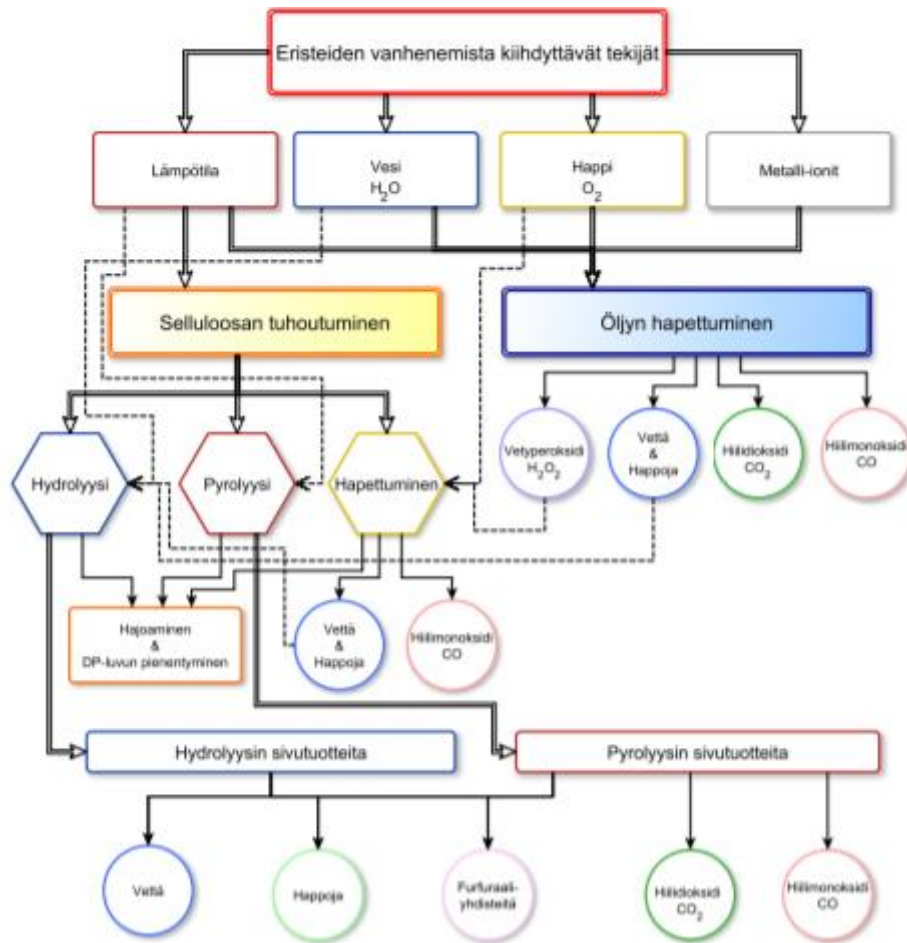 Eristeiden vanhenemista kiihdyttävät tekijät
Lämpötila
Vesi
H2O
Happi
O2
Metalli-ionit
Selluloosan tuhoutuminen
Öljyn hapettuminen
Vetyperoksidi
H2O2
Vettä
&
Happoja
Hiilidioksidi
CO2
Hiilimonoksidi
CO
Hydrolyysi
Pyrolyysi
Hapettuminen
Hajoaminen
&
DP-luvun pienentyminen
Vettä
&
Happoja
Hiilimonoksidi
CO
Hydrolyysin sivutuotteita
Pyrolyysin sivutuotteita
Vettä
Happoja
Furfuraali-
yhdisteitä
Hiilidioksidi
CO2
Hiilimonoksidi
CO